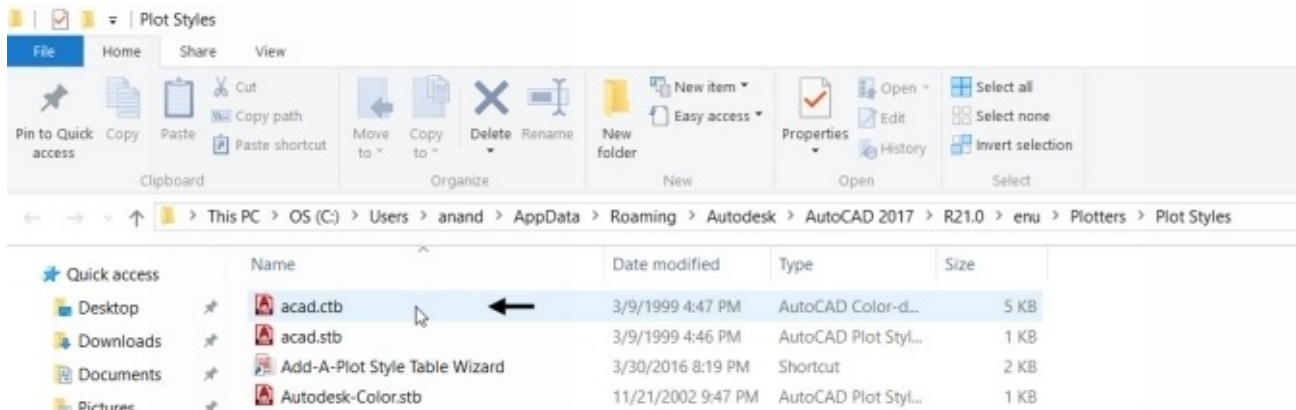 Plot Styles
File Home Share View
Pin to Quick access Copy Paste Cut Copy path Paste shortcut Move to Copy to Delete Rename New folder New item Easy access Properties Open Edit History Select all Select none Invert selection
Clipboard Organize New Open Select
This PC > OS (C:) > Users > anand > AppData > Roaming > Autodesk > AutoCAD 2017 > R21.0 > enu > Plotters > Plot Styles
Quick access Name Date modified Type Size
Desktop acad.ctb 3/9/1999 4:47 PM AutoCAD Color-d... 5 KB
Downloads acad.stb 3/9/1999 4:46 PM AutoCAD Plot Styl... 1 KB
Documents Add-A-Plot Style Table Wizard 3/30/2016 8:19 PM Shortcut 2 KB
Pictures Autodesk-Color.stb 11/21/2002 9:47 PM AutoCAD Plot Styl... 1 KB